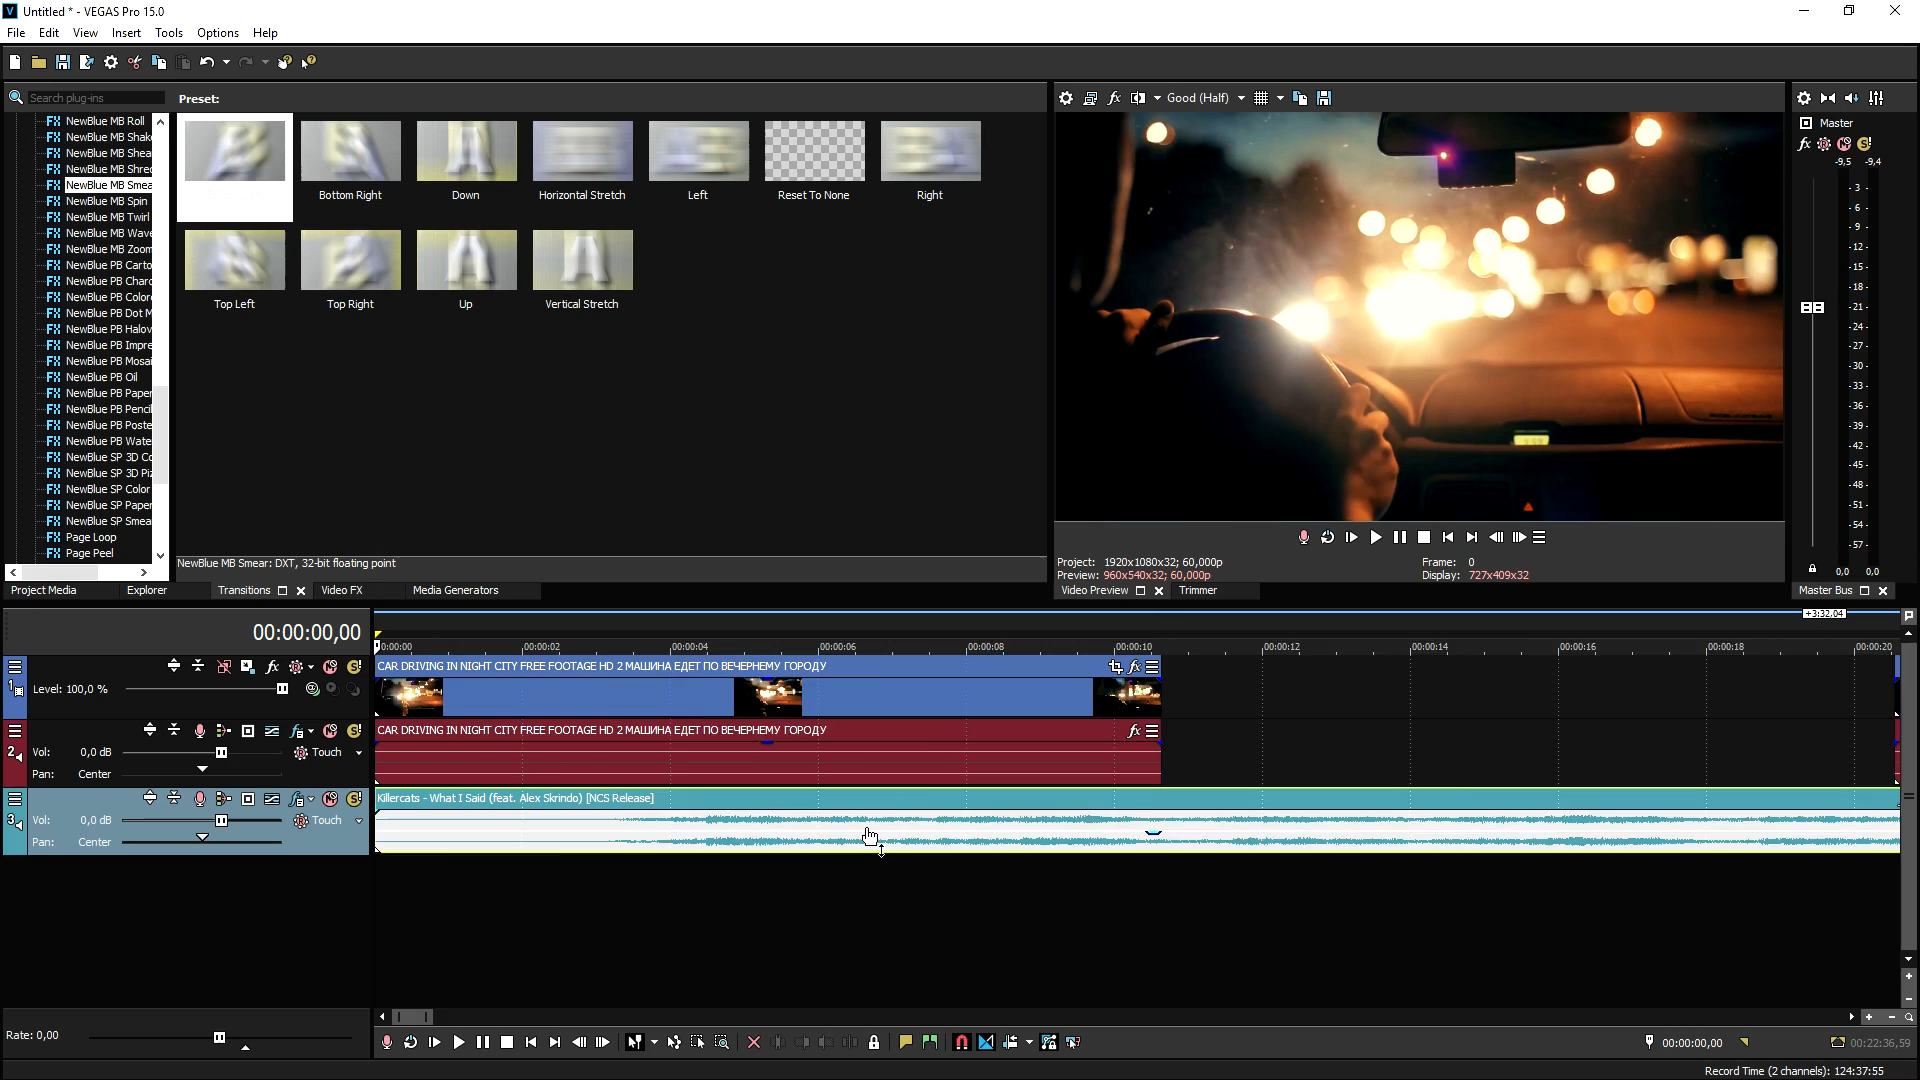 Untitled * - VEGAS Pro 15.0
File Edit View Insert Tools Options Help
Search plug-ins
Preset:
NewBlue MB Roll
NewBlue MB Shake
NewBlue MB Shea
NewBlue MB Shred
NewBlue MB Smea
NewBlue MB Spin
NewBlue MB Twirl
NewBlue MB Wave
NewBlue MB Zoom
NewBlue PB Carto
NewBlue PB Charc
NewBlue PB Color
NewBlue PB Dot M
NewBlue PB Halov
NewBlue PB Impre
NewBlue PB Mosai
NewBlue PB Oil
NewBlue PB Paper
NewBlue PB Pencil
NewBlue PB Poste
NewBlue PB Wate
NewBlue SP 3D Co
NewBlue SP 3D Pi
NewBlue SP Color
NewBlue SP Paper
NewBlue SP Smea
Page Loop
Page Peel
Bottom Right
Down
Horizontal Stretch
Left
Reset To None
Right
Top Left
Top Right
Up
Vertical Stretch
NewBlue MB Smear: DXT, 32-bit floating point
Project Media
Explorer
Transitions
Video FX
Media Generators
Good (Half)
Project: 1920x1080x32; 60,000p
Preview: 960x540x32; 60,000p
Frame: 0
Display: 727x409x32
Video Preview
Trimmer
Master
-9,5 -9,4
3
6
9
12
15
18
21
24
27
30
33
36
39
42
45
48
51
54
57
0,0 0,0
Master Bus
+3:32.04
00:00:00,00
0:00:00
00:00:02
00:00:04
00:00:06
00:00:08
00:00:10
00:00:12
00:00:14
00:00:16
00:00:18
00:00:20
1
Level: 100,0 %
CAR DRIVING IN NIGHT CITY FREE FOOTAGE HD 2 МАШИНА ЕДЕТ ПО ВЕЧЕРНЕМУ ГОРОДУ
2
Vol: 0,0 dB
Touch
Pan: Center
CAR DRIVING IN NIGHT CITY FREE FOOTAGE HD 2 МАШИНА ЕДЕТ ПО ВЕЧЕРНЕМУ ГОРОДУ
3
Vol: 0,0 dB
Touch
Pan: Center
Killercats - What I Said (feat. Alex Skrindo) [NCS Release]
Rate: 0,00
00:00:00,00
00:22:36,59
Record Time (2 channels): 124:37:55